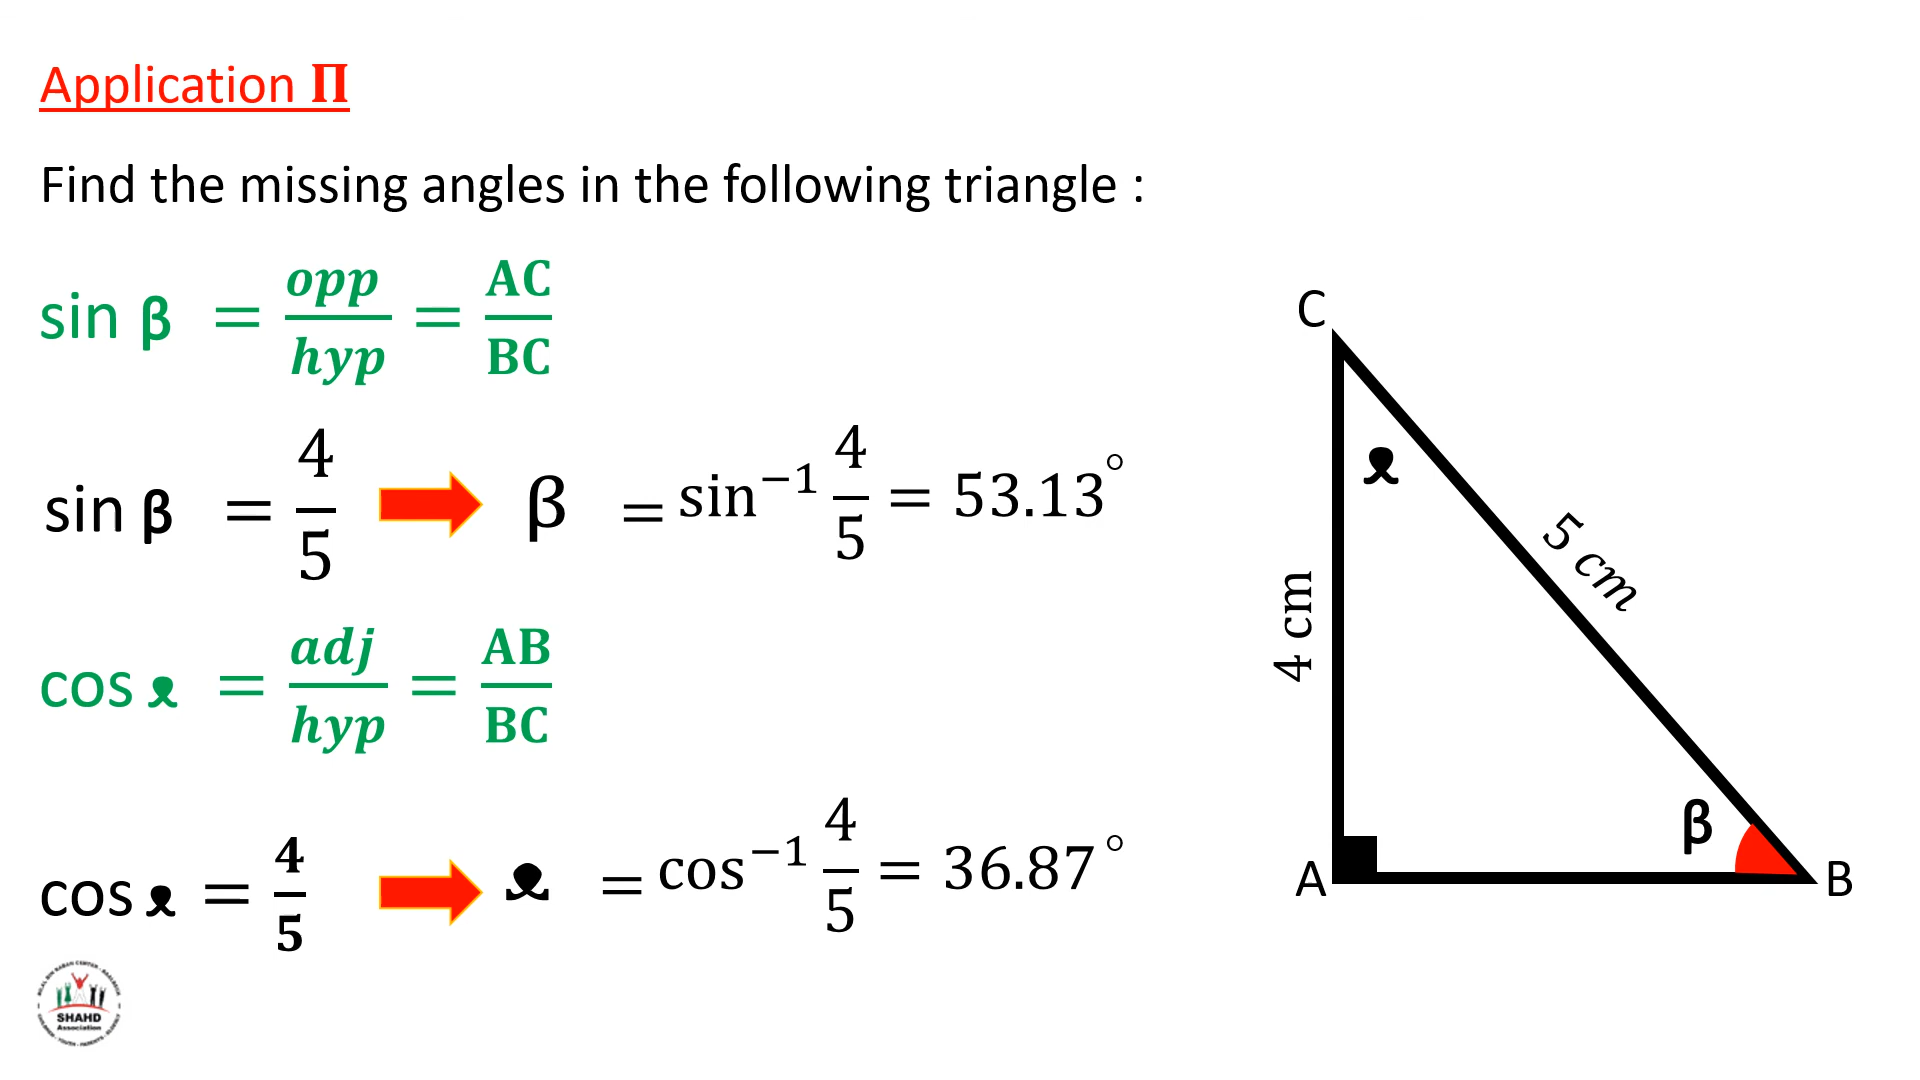 Application Π
Find the missing angles in the following triangle :
sin β = opp/hyp = AC/BC
sin β = 4/5 β = sin⁻¹ 4/5 = 53.13°
cos ᴥ = adj/hyp = AB/BC
cos ᴥ = 4/5 ᴥ = cos⁻¹ 4/5 = 36.87°
C
ᴥ
5 cm
4 cm
β
A
B
SHAHD
Association